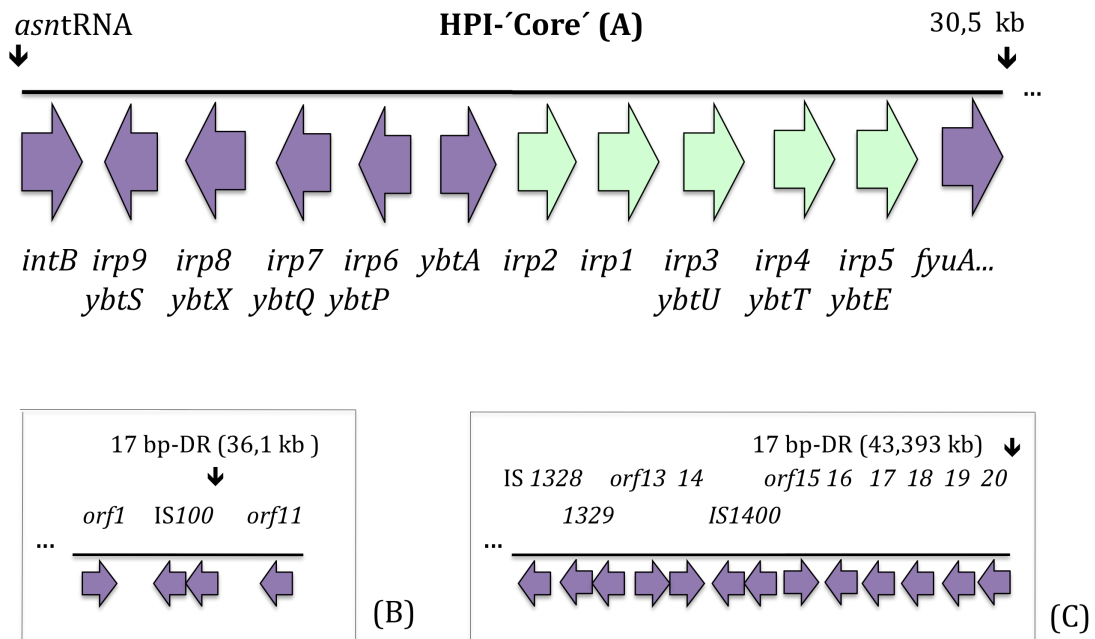 asntRNA HPI-´Core´ (A) 30,5 kb
...
intB irp9 irp8 irp7 irp6 ybtA irp2 irp1 irp3 irp4 irp5 fyuA...
ybtS ybtX ybtQ ybtP ybtU ybtT ybtE
17 bp-DR (36,1 kb )
orf1 IS100 orf11
...
(B)
17 bp-DR (43,393 kb)
IS 1328 orf13 14 orf15 16 17 18 19 20
1329 IS1400
...
(C)